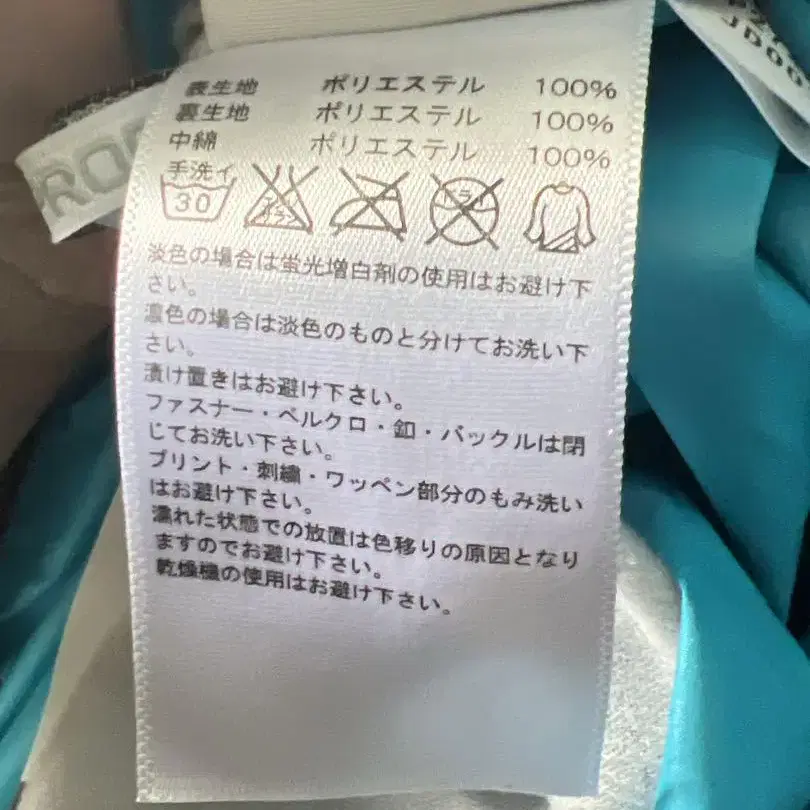 表生地 ポリエステル 100%
裏生地 ポリエステル 100%
中綿 ポリエステル 100%
手洗イ
30 ドライ
淡色の場合は蛍光増白剤の使用はお避け下
さい。
濃色の場合は淡色のものと分けてお洗い下
さい。
漬け置きはお避け下さい。
ファスナー・ベルクロ・釦・バックルは閉
じてお洗い下さい。
プリント・刺繍・ワッペン部分のもみ洗い
はお避け下さい。
濡れた状態での放置は色移りの原因となり
ますのでお避け下さい。
乾燥機の使用はお避け下さい。
JD00